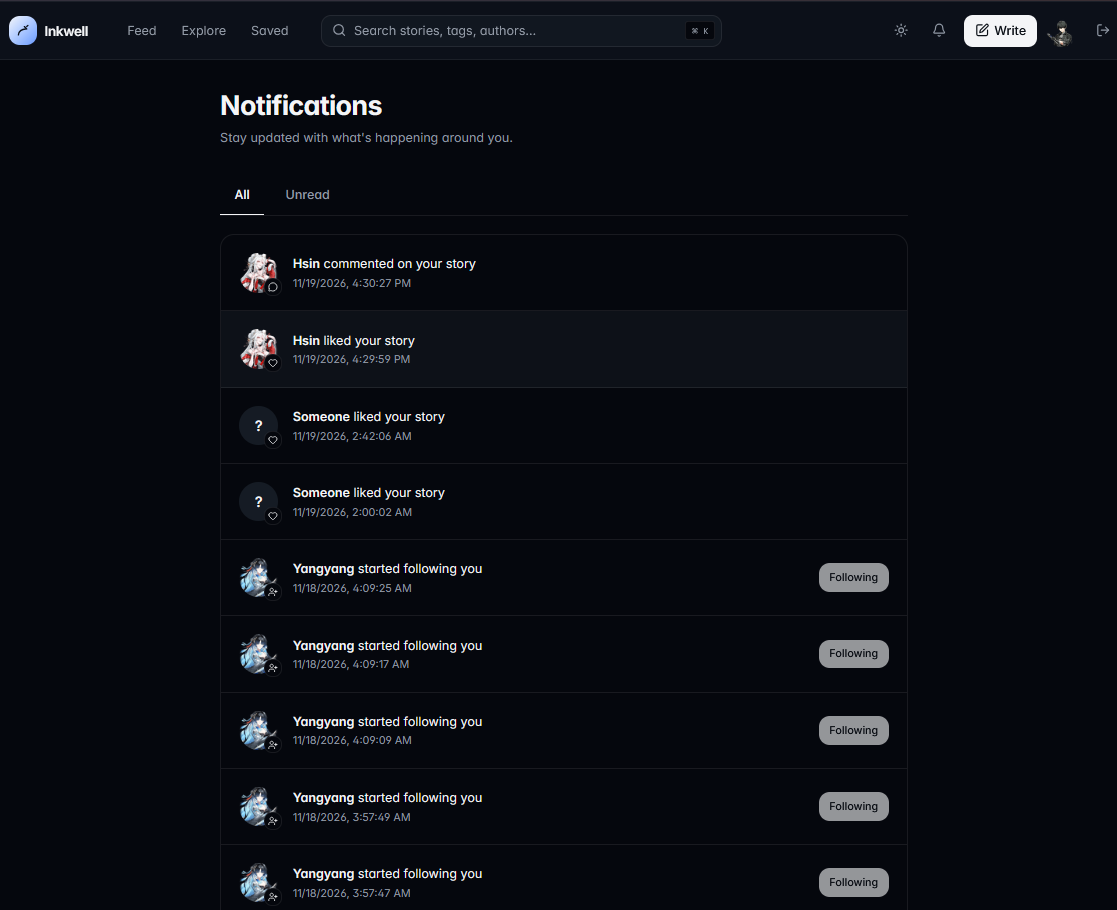 Inkwell Feed Explore Saved Search stories, tags, authors... ⌘ K Write
Notifications
Stay updated with what's happening around you.
All Unread
Hsin commented on your story
11/19/2026, 4:30:27 PM
Hsin liked your story
11/19/2026, 4:29:59 PM
?
Someone liked your story
11/19/2026, 2:42:06 AM
?
Someone liked your story
11/19/2026, 2:00:02 AM
Yangyang started following you
11/18/2026, 4:09:25 AM
Following
Yangyang started following you
11/18/2026, 4:09:17 AM
Following
Yangyang started following you
11/18/2026, 4:09:09 AM
Following
Yangyang started following you
11/18/2026, 3:57:49 AM
Following
Yangyang started following you
11/18/2026, 3:57:47 AM
Following